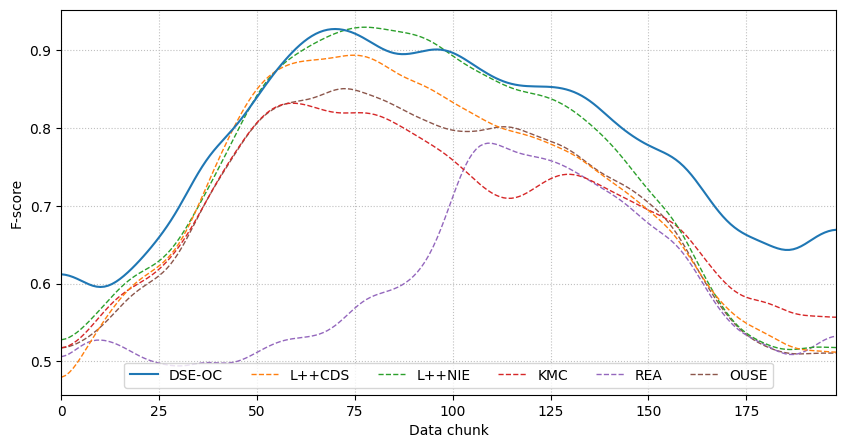 F-score
0.9
0.8
0.7
0.6
0.5
DSE-OC L++CDS L++NIE KMC REA OUSE
0 25 50 75 100 125 150 175
Data chunk